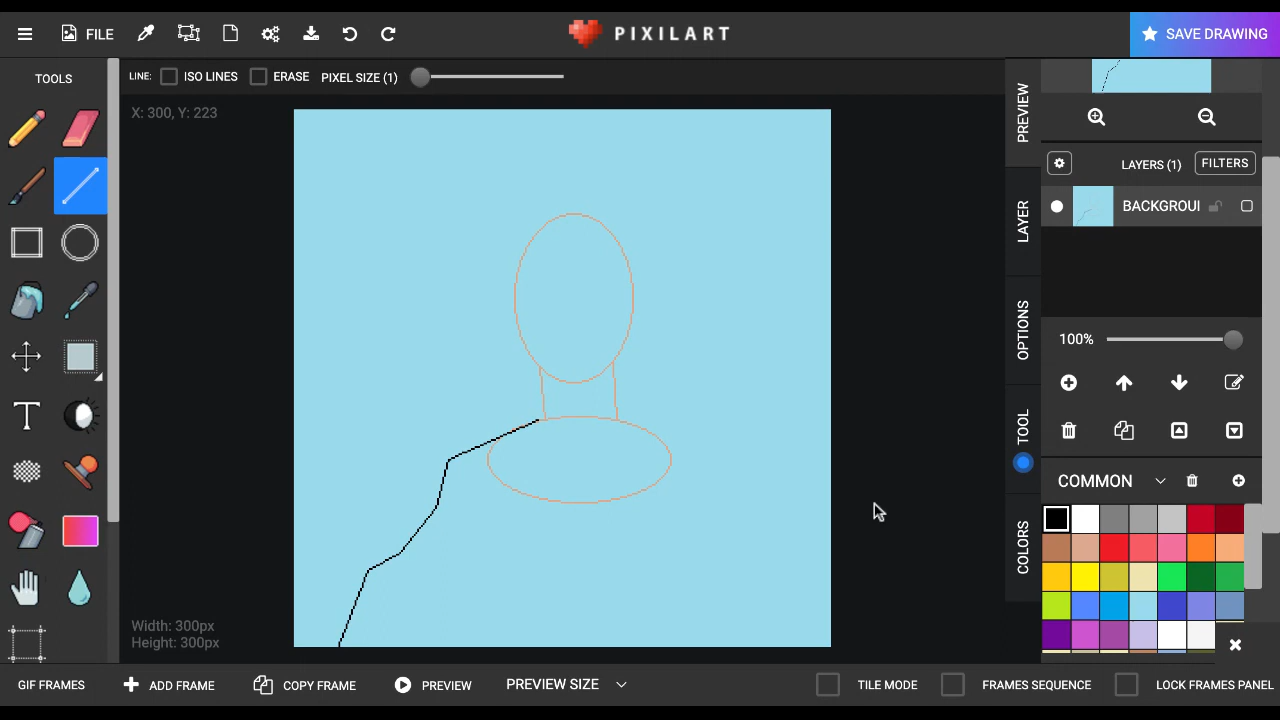 FILE
PIXILART
SAVE DRAWING
TOOLS
LINE: ISO LINES ERASE PIXEL SIZE (1)
X: 300, Y: 223
PREVIEW
LAYER
OPTIONS
TOOL
COLORS
LAYERS (1) FILTERS
BACKGROUI
100%
COMMON
T
Width: 300px
Height: 300px
GIF FRAMES ADD FRAME COPY FRAME PREVIEW PREVIEW SIZE TILE MODE FRAMES SEQUENCE LOCK FRAMES PANEL